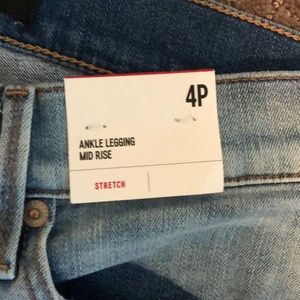 4P
ANKLE LEGGING
MID RISE
STRETCH